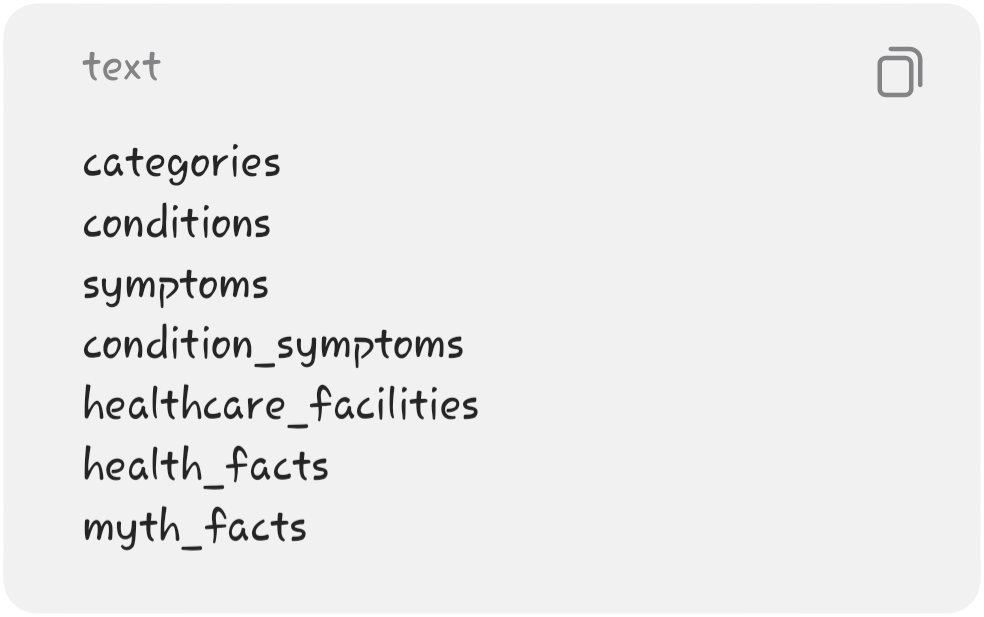 text
categories
conditions
symptoms
condition_symptoms
healthcare_facilities
health_facts
myth_facts